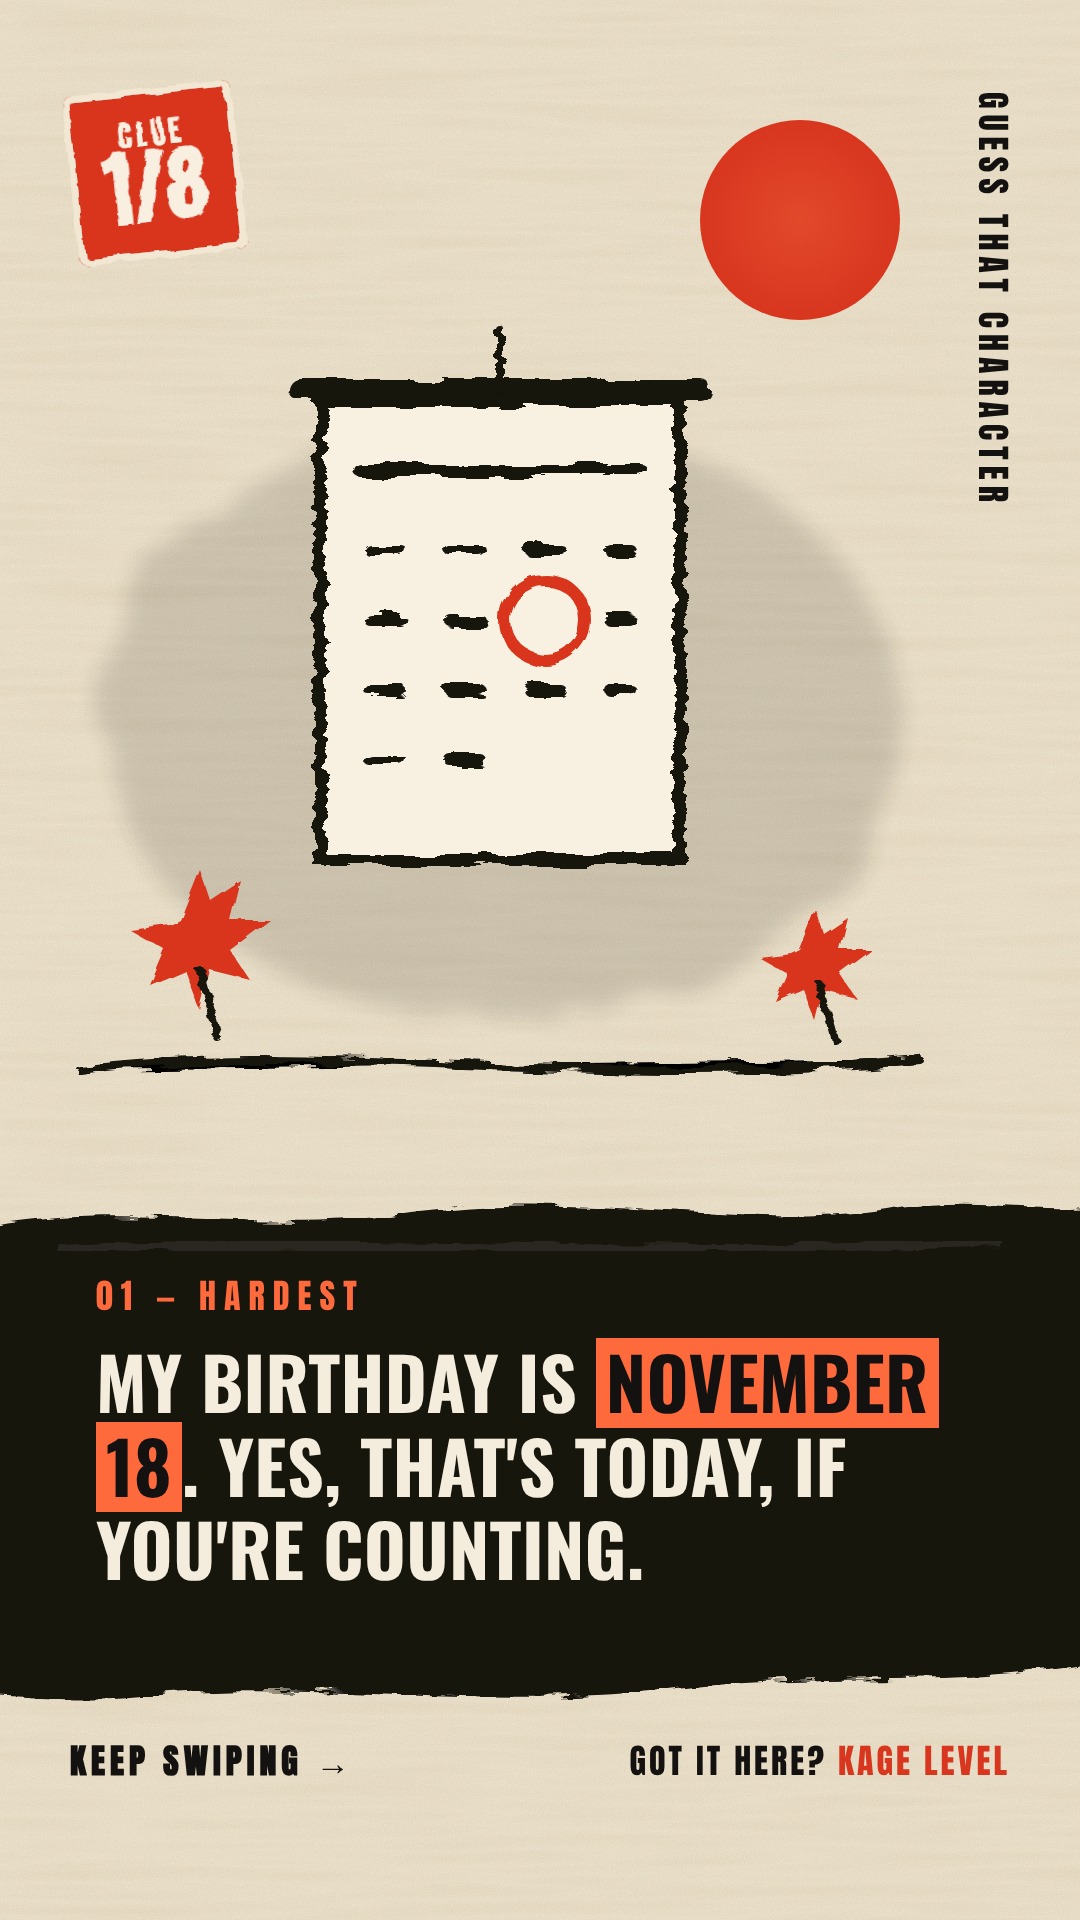 CLUE
1/8
GUESS THAT CHARACTER
01 – HARDEST
MY BIRTHDAY IS NOVEMBER
18. YES, THAT'S TODAY, IF
YOU'RE COUNTING.
KEEP SWIPING →
GOT IT HERE? KAGE LEVEL